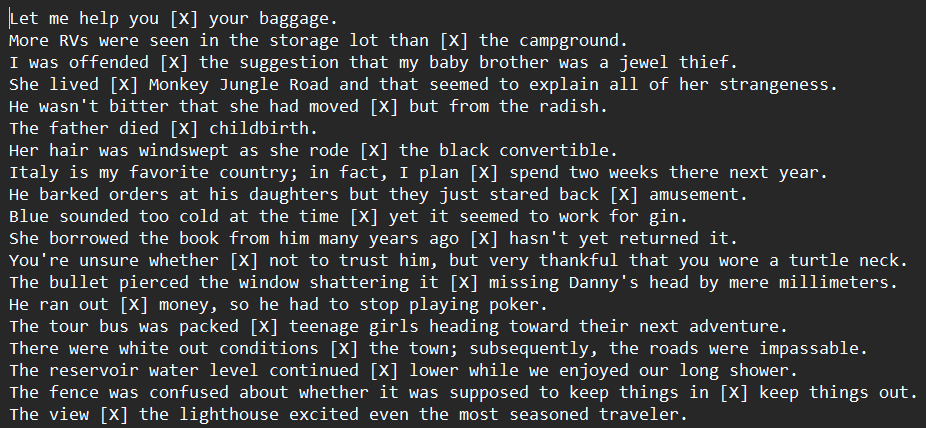 Let me help you [X] your baggage.
More RVs were seen in the storage lot than [X] the campground.
I was offended [X] the suggestion that my baby brother was a jewel thief.
She lived [X] Monkey Jungle Road and that seemed to explain all of her strangeness.
He wasn't bitter that she had moved [X] but from the radish.
The father died [X] childbirth.
Her hair was windswept as she rode [X] the black convertible.
Italy is my favorite country; in fact, I plan [X] spend two weeks there next year.
He barked orders at his daughters but they just stared back [X] amusement.
Blue sounded too cold at the time [X] yet it seemed to work for gin.
She borrowed the book from him many years ago [X] hasn't yet returned it.
You're unsure whether [X] not to trust him, but very thankful that you wore a turtle neck.
The bullet pierced the window shattering it [X] missing Danny's head by mere millimeters.
He ran out [X] money, so he had to stop playing poker.
The tour bus was packed [X] teenage girls heading toward their next adventure.
There were white out conditions [X] the town; subsequently, the roads were impassable.
The reservoir water level continued [X] lower while we enjoyed our long shower.
The fence was confused about whether it was supposed to keep things in [X] keep things out.
The view [X] the lighthouse excited even the most seasoned traveler.